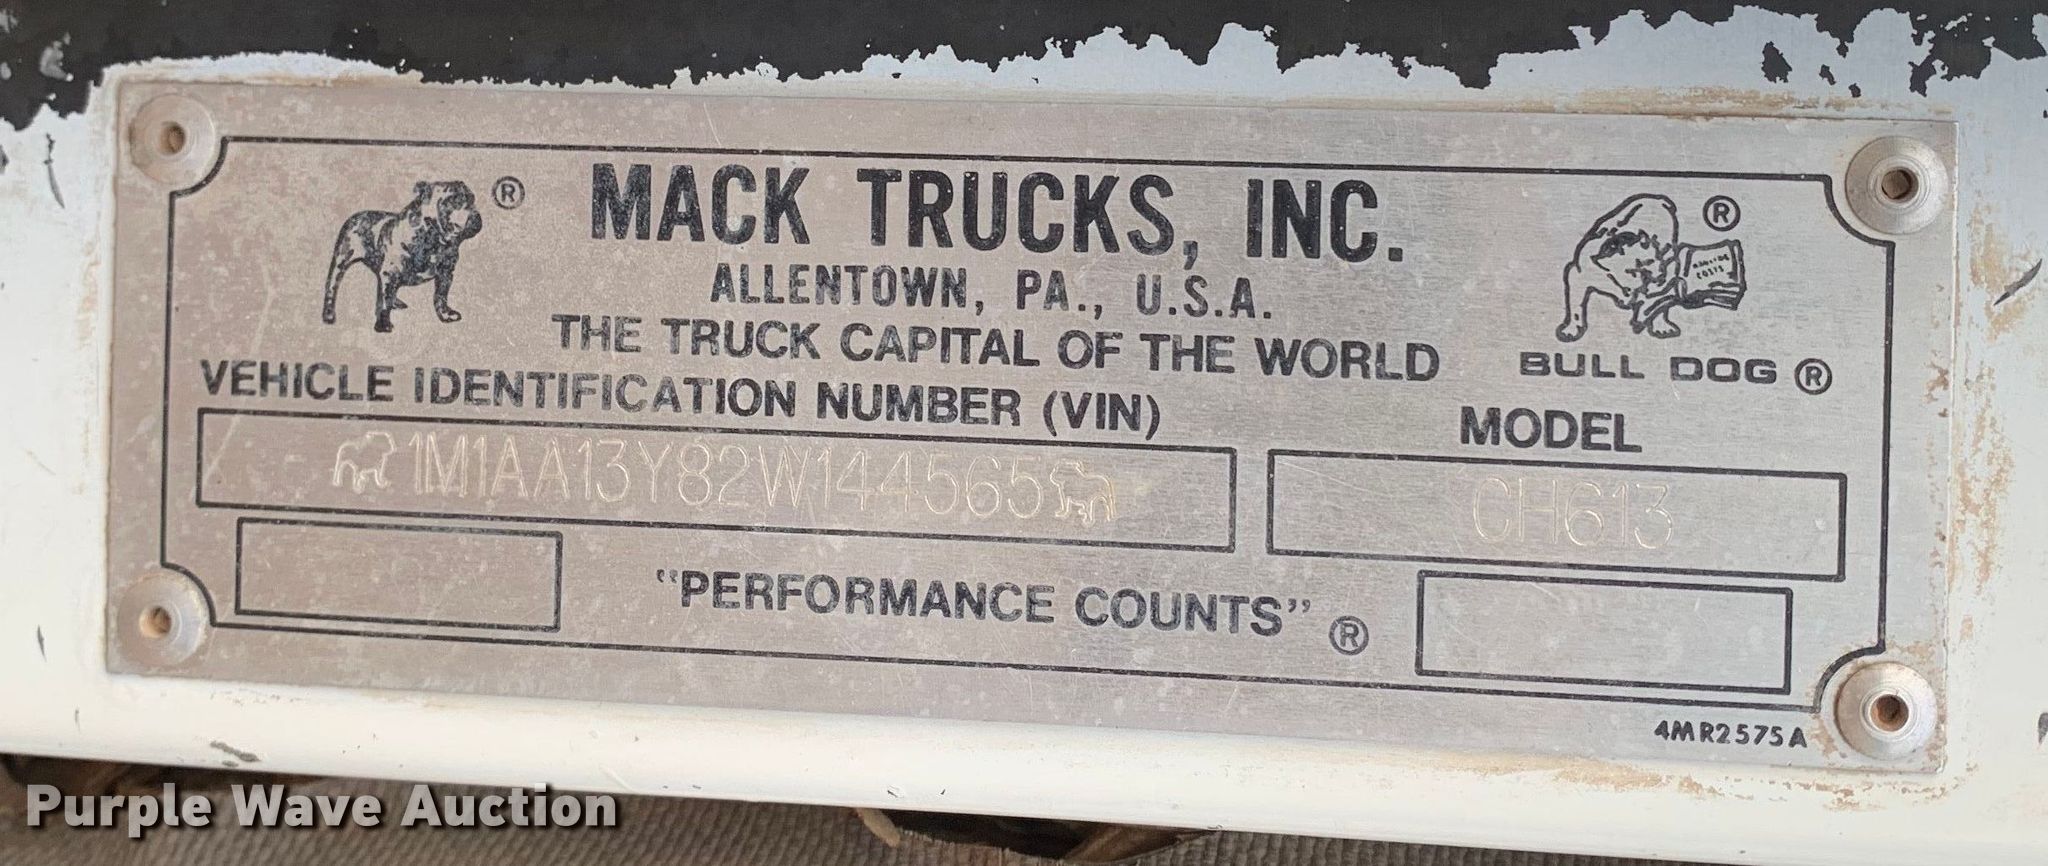 MACK TRUCKS, INC.
ALLENTOWN, PA., U.S.A.
THE TRUCK CAPITAL OF THE WORLD
BULL DOG ®
®
®
VEHICLE IDENTIFICATION NUMBER (VIN)
MODEL
1M1AA13Y82W144565
CH613
"PERFORMANCE COUNTS" ®
4MR2575A
Purple Wave Auction